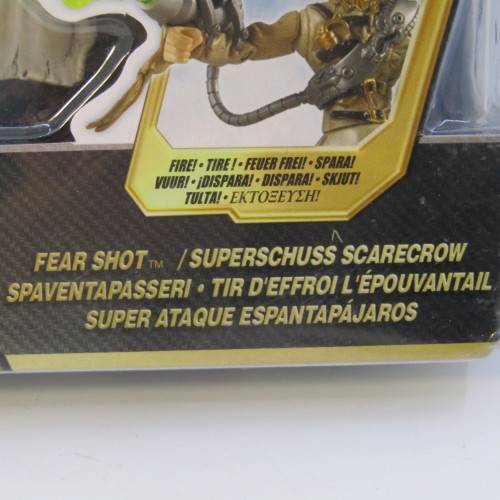 FIRE! • TIRE ! • FEUER FREI! • SPARA!
VUUR! • ¡DISPARA! • DISPARA! • SKJUT!
TULTA! • ΕΚΤΟΞΕΥΣΗ!
FEAR SHOT™ / SUPERSCHUSS SCARECROW
SPAVENTAPASSERI • TIR D'EFFROI L'ÉPOUVANTAIL
SUPER ATAQUE ESPANTAPÁJAROS